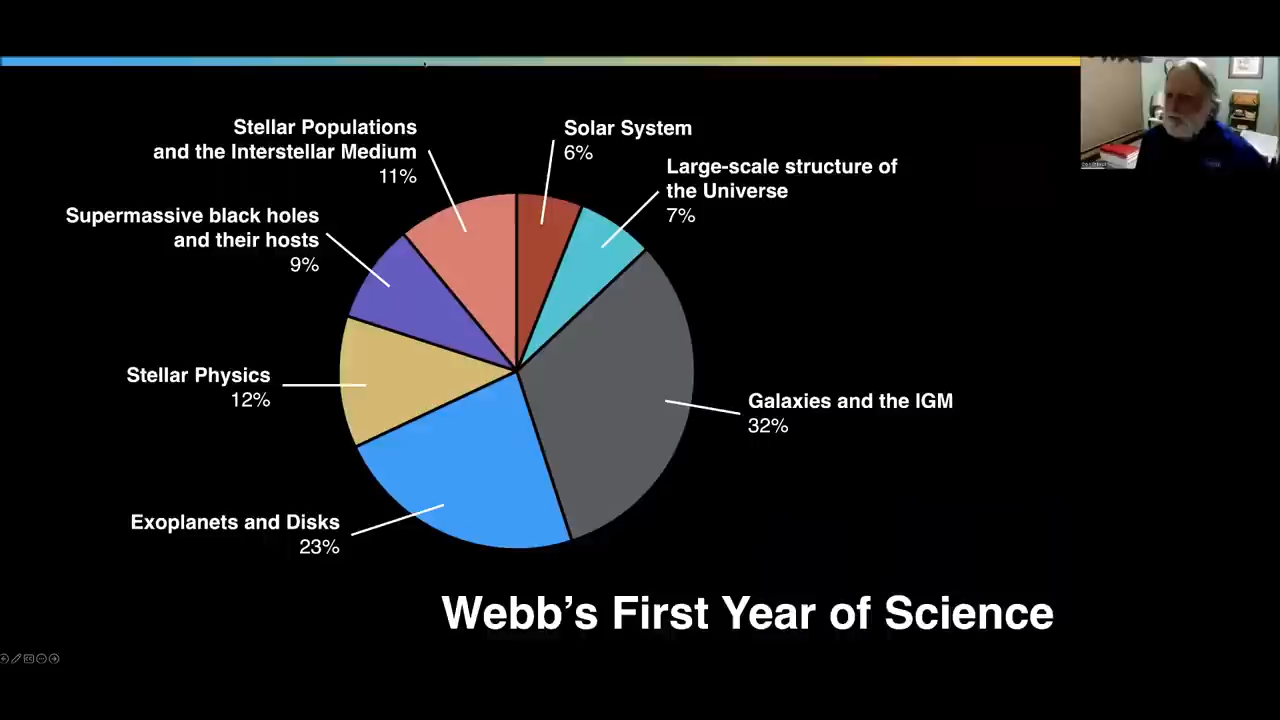 Stellar Populations
and the Interstellar Medium
11%
Solar System
6%
Large-scale structure of
the Universe
7%
Supermassive black holes
and their hosts
9%
Stellar Physics
12%
Galaxies and the IGM
32%
Exoplanets and Disks
23%
Webb’s First Year of Science